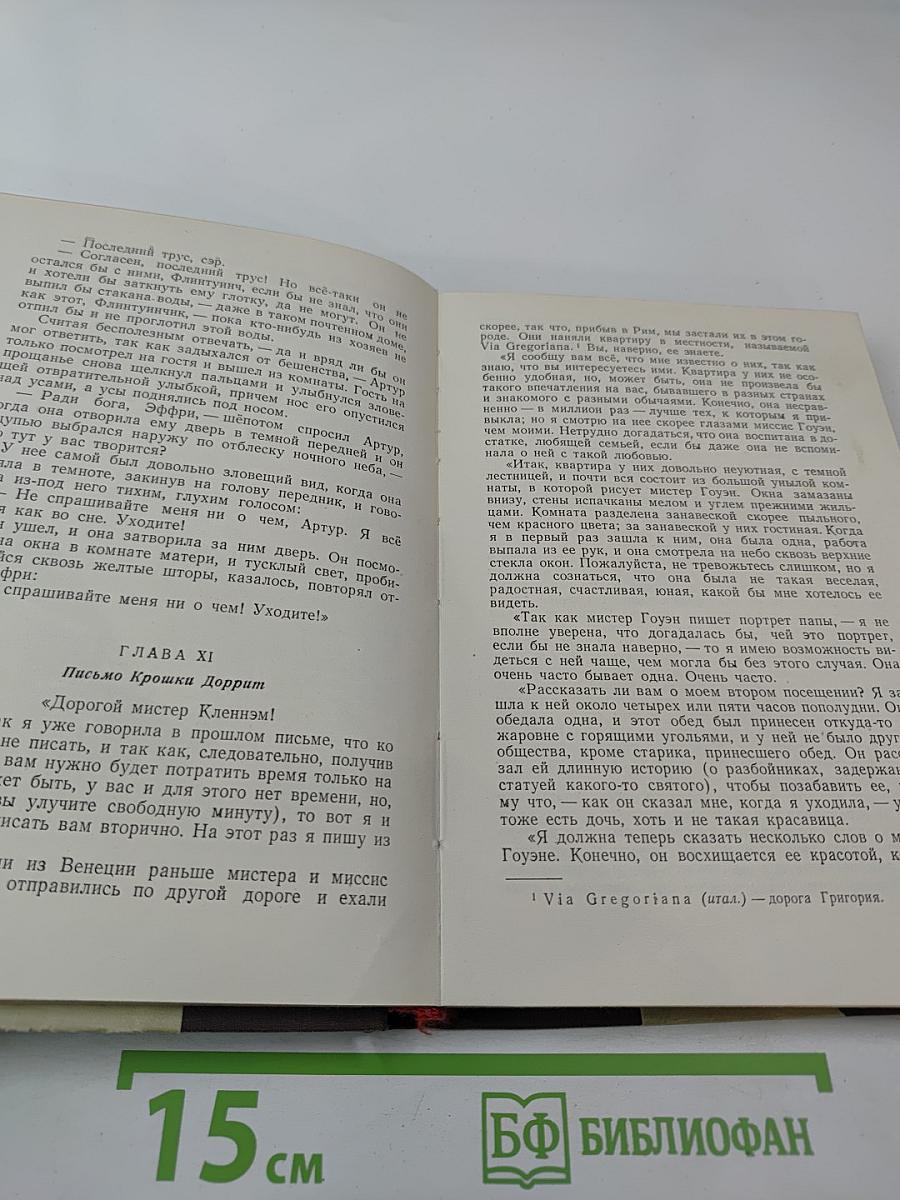 — Последний трус, сэр.
— Согласен, последний трус! Но всё-таки он не
остался бы с ними, Флинтуинч, если бы не знал, что они
и хотели бы заткнуть ему глотку, да не могут. Он не
выпил бы стакана воды, — даже в таком почтенном доме,
как этот, Флинтуинчик, — пока кто-нибудь из хозяев не
отпил бы и не проглотил этой воды.
Считая бесполезным отвечать, — да и вряд ли бы он
мог ответить, так как задыхался от бешенства, — Артур
только посмотрел на гостя и вышел из комнаты. Гость на
прощанье снова щелкнул пальцами и улыбнулся злове-
щей отвратительной улыбкой, причем нос его опустился
над усами, а усы поднялись под носом.
— Ради бога, Эффри, — шёпотом спросил Артур,
огда она отворила ему дверь в темной передней и он
щупью выбрался наружу по отблеску ночного неба, —
о тут у вас творится?
У нее самой был довольно зловещий вид, когда она
яла в темноте, закинув на голову передник, и гово-
а из-под него тихим, глухим голосом:
— Не спрашивайте меня ни о чем, Артур. Я всё
я как во сне. Уходите!
н ушел, и она затворила за ним дверь. Он посмо-
на окна в комнате матери, и тусклый свет, проби-
йся сквозь желтые шторы, казалось, повторял от-
ффри:
спрашивайте меня ни о чем! Уходите!»
ГЛАВА XI
Письмо Крошки Доррит
«Дорогой мистер Кленнэм!
ак я уже говорила в прошлом письме, что ко
не писать, и так как, следовательно, получив
вам нужно будет потратить время только на
жет быть, у вас и для этого нет времени, но,
вы улучите свободную минуту), то вот я и
исать вам вторично. На этот раз я пишу из
ли из Венеции раньше мистера и миссис
отправились по другой дороге и ехали
скорее, так что, прибыв в Рим, мы застали их в этом го-
роде. Они наняли квартиру в местности, называемой
Via Gregoriana.¹ Вы, наверно, ее знаете.
«Я сообщу вам всё, что мне известно о них, так как
знаю, что вы интересуетесь ими. Квартира у них не осо-
бенно удобная, но, может быть, она не произвела бы
такого впечатления на вас, бывавшего в разных странах
и знакомого с разными обычаями. Конечно, она несрав-
ненно — в миллион раз — лучше тех, к которым я при-
выкла; но я смотрю на нее скорее глазами миссис Гоуэн,
чем моими. Нетрудно догадаться, что она воспитана в до-
статке, любящей семьей, если бы даже она не вспоми-
нала о ней с такой любовью.
«Итак, квартира у них довольно неуютная, с темной
лестницей, и почти вся состоит из большой унылой ком-
наты, в которой рисует мистер Гоуэн. Окна замазаны
внизу, стены испачканы мелом и углем прежними жиль-
цами. Комната разделена занавеской скорее пыльного,
чем красного цвета; за занавеской у них гостиная. Когда
я в первый раз зашла к ним, она была одна, работа
выпала из ее рук, и она смотрела на небо сквозь верхние
стекла окон. Пожалуйста, не тревожьтесь слишком, но я
должна сознаться, что она была не такая веселая,
радостная, счастливая, юная, какой бы мне хотелось ее
видеть.
«Так как мистер Гоуэн пишет портрет папы, — я не
вполне уверена, что догадалась бы, чей это портрет,
если бы не знала наверно, — то я имею возможность ви-
деться с ней чаще, чем могла бы без этого случая. Она
очень часто бывает одна. Очень часто.
«Рассказать ли вам о моем втором посещении? Я за
шла к ней около четырех или пяти часов пополудни. Он
обедала одна, и этот обед был принесен откуда-то
жаровне с горящими угольями, и у ней не было друг
общества, кроме старика, принесшего обед. Он расс
зал ей длинную историю (о разбойниках, задержан
статуей какого-то святого), чтобы позабавить ее,
му что, — как он сказал мне, когда я уходила, — у
тоже есть дочь, хоть и не такая красавица.
«Я должна теперь сказать несколько слов о м
Гоуэне. Конечно, он восхищается ее красотой, к
¹ Via Gregoriana (итал.) — дорога Григория.
15 см
БФ БИБЛИОФАН